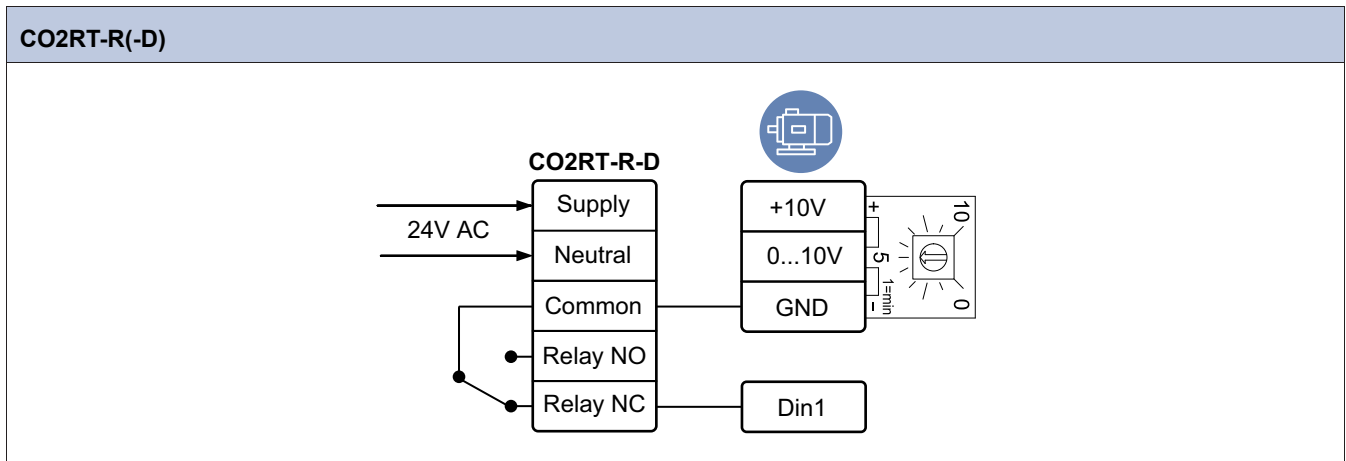 CO2RT-R(-D)
CO2RT-R-D
24V AC
Supply
Neutral
Common
Relay NO
Relay NC
+10V
0...10V
GND
Din1
+
-
10
5
1=min
0